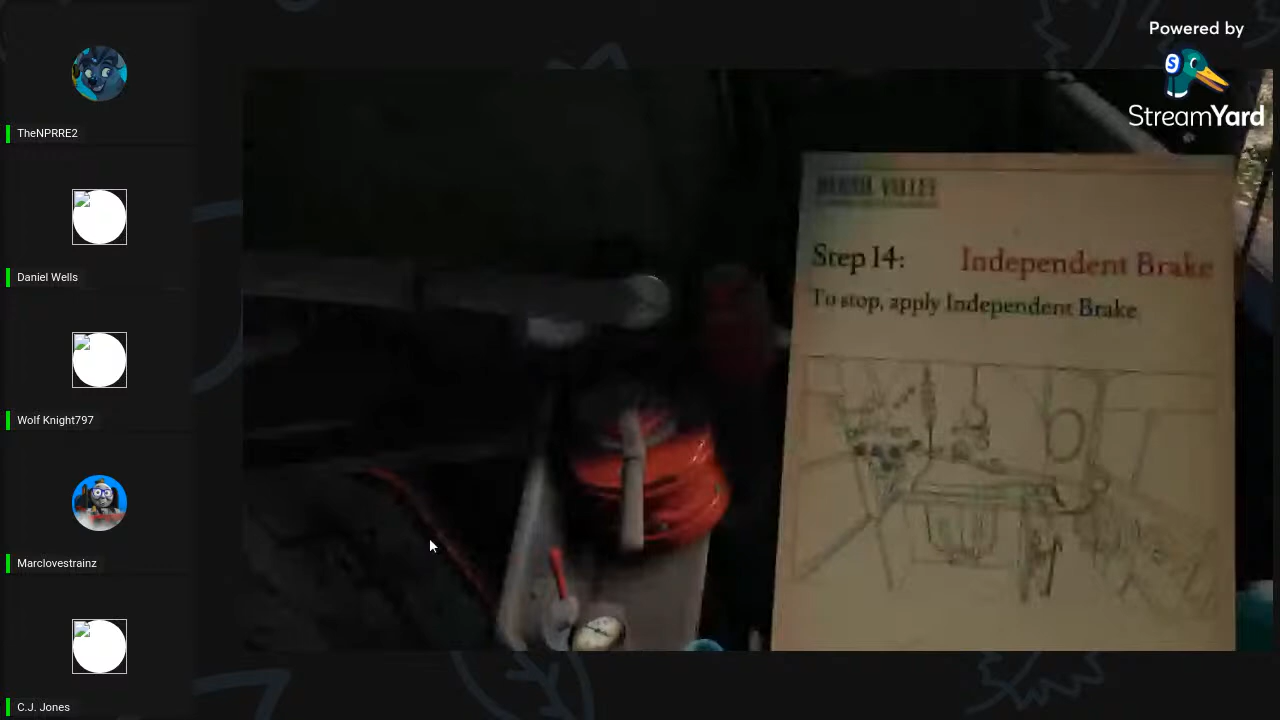 Powered by
StreamYard
TheNPRRE2
Daniel Wells
Wolf Knight797
Marclovestrainz
C.J. Jones
VALLEY
Step 14: Independent Brake
To stop, apply Independent Brake